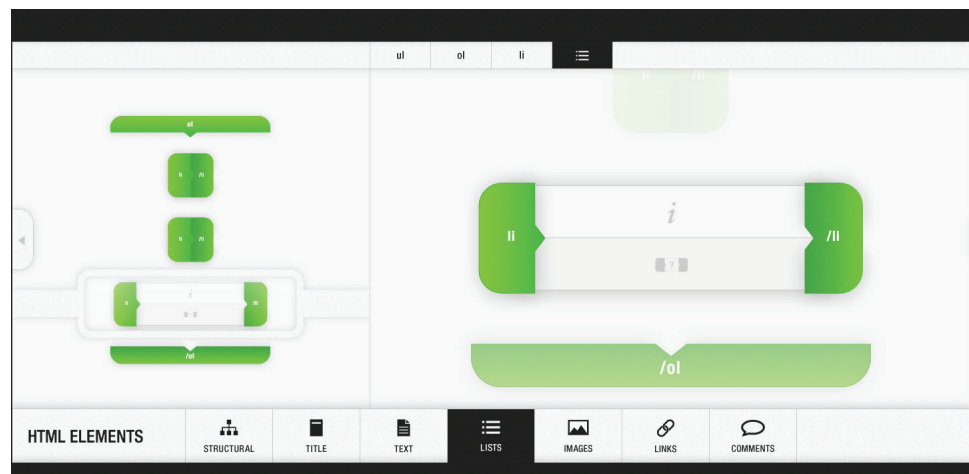 ul ol li
ol
li /li
li /li
li /li
li i /li
?
li i /li
/ol
/ol
HTML ELEMENTS STRUCTURAL TITLE TEXT LISTS IMAGES LINKS COMMENTS